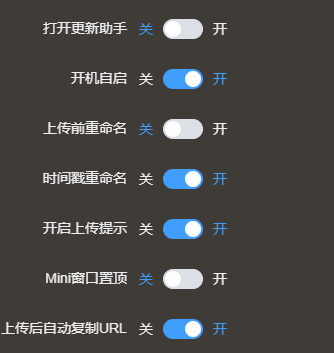 打开更新助手 关 开
开机自启 关 开
上传前重命名 关 开
时间戳重命名 关 开
开启上传提示 关 开
Mini窗口置顶 关 开
上传后自动复制URL 关 开